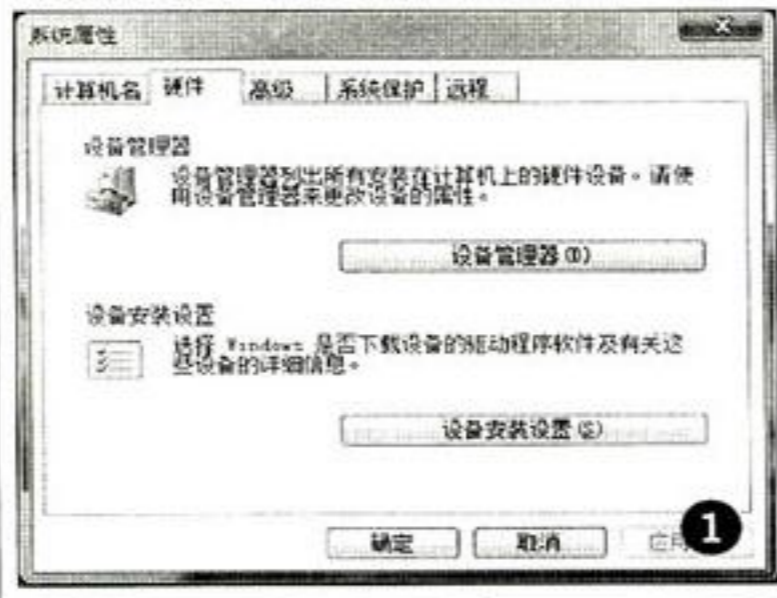 系统属性
计算机名 硬件 高级 系统保护 远程
设备管理器
设备管理器列出所有安装在计算机上的硬件设备。请使
用设备管理器来更改设备的属性。
设备管理器(D)
设备安装设置
选择 Windows 是否下载设备的驱动程序软件及有关这
些设备的详细信息。
设备安装设置(S)
确定 取消 应用
1